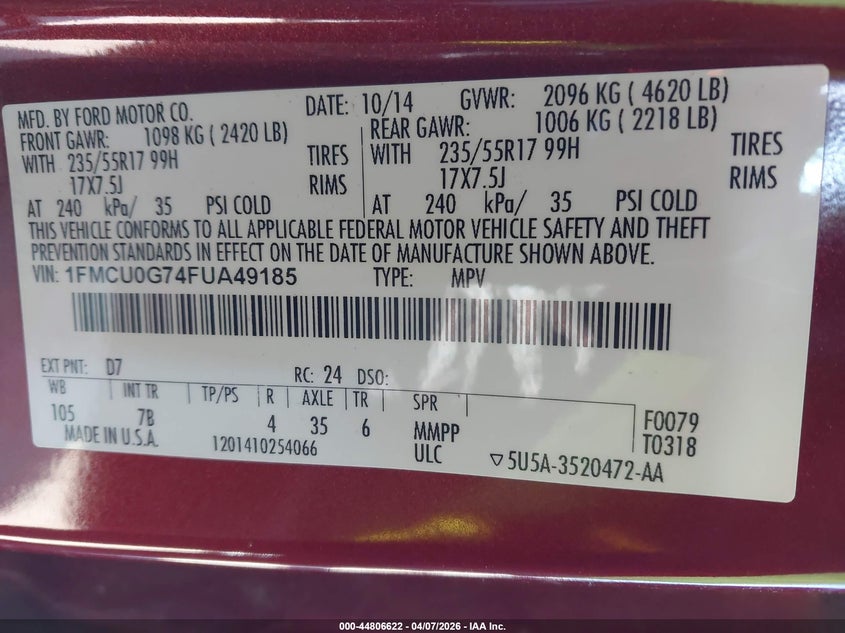 MFD. BY FORD MOTOR CO. DATE: 10/14 GVWR: 2096 KG ( 4620 LB)
FRONT GAWR: 1098 KG ( 2420 LB) REAR GAWR: 1006 KG ( 2218 LB)
WITH 235/55R17 99H TIRES WITH 235/55R17 99H TIRES
17X7.5J RIMS 17X7.5J RIMS
AT 240 kPa/ 35 PSI COLD AT 240 kPa/ 35 PSI COLD
THIS VEHICLE CONFORMS TO ALL APPLICABLE FEDERAL MOTOR VEHICLE SAFETY AND THEFT
PREVENTION STANDARDS IN EFFECT ON THE DATE OF MANUFACTURE SHOWN ABOVE.
VIN: 1FMCU0G74FUA49185 TYPE: MPV
EXT PNT: D7 RC: 24 DSO:
WB INT TR TP/PS R AXLE TR SPR
105 7B 4 35 6 MMPP F0079
MADE IN U.S.A. 1201410254066 ULC T0318
▽5U5A-3520472-AA
000-44806622 - 04/07/2026 - IAA Inc.